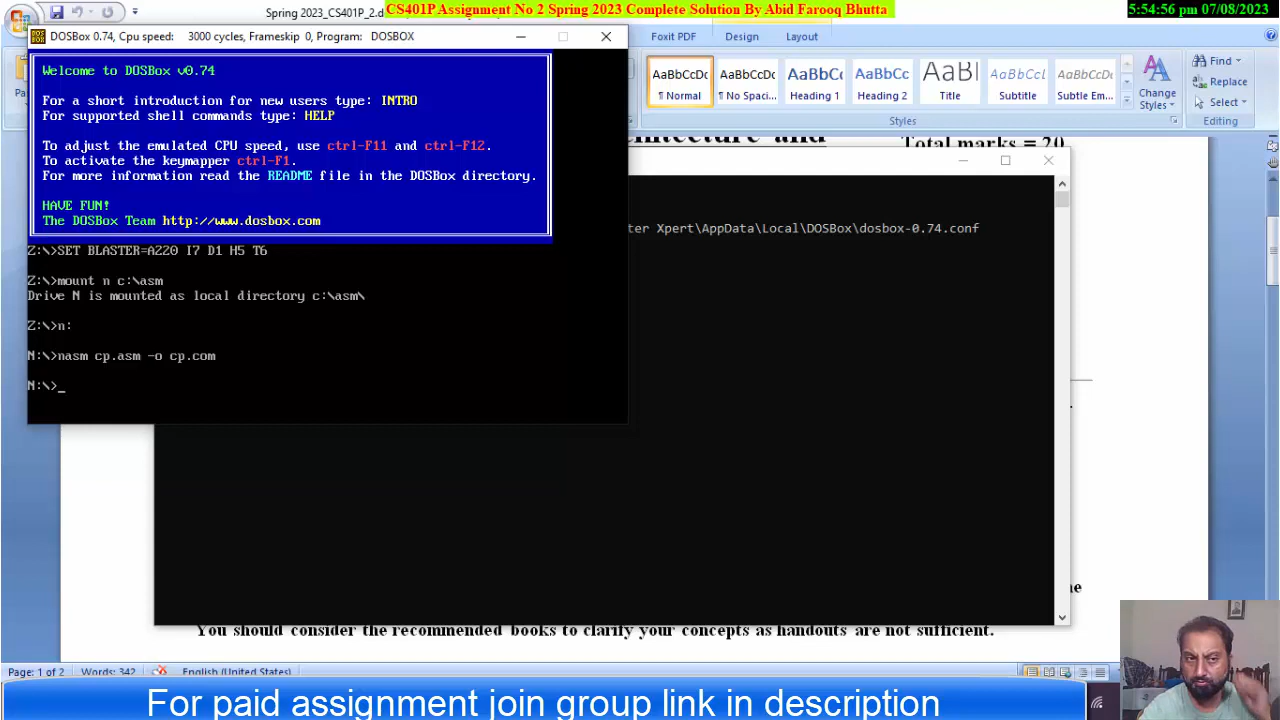 Spring 2023_CS401P_2.d
CS401P Assignment No 2 Spring 2023 Complete Solution By Abid Farooq Bhutta
5:54:56 pm 07/08/2023
DOSBox 0.74, Cpu speed: 3000 cycles, Frameskip 0, Program: DOSBOX
Foxit PDF Design Layout
Pa
AaBbCcDc AaBbCcDc AaBbC( AaBbCc AaB( AaBbCcL AaBbCcDc
¶ Normal ¶ No Spaci... Heading 1 Heading 2 Title Subtitle Subtle Em...
Change
Styles
Find
Replace
Select
Styles Editing
Total marks = 20
Welcome to DOSBox v0.74
For a short introduction for new users type: INTRO
For supported shell commands type: HELP
To adjust the emulated CPU speed, use ctrl-F11 and ctrl-F12.
To activate the keymapper ctrl-F1.
For more information read the README file in the DOSBox directory.
HAVE FUN!
The DOSBox Team http://www.dosbox.com
ter Xpert\AppData\Local\DOSBox\dosbox-0.74.conf
Z:\>SET BLASTER=A220 I7 D1 H5 T6
Z:\>mount n c:\asm
Drive N is mounted as local directory c:\asm\
Z:\>n:
N:\>nasm cp.asm -o cp.com
N:\>_
You should consider the recommended books to clarify your concepts as handouts are not sufficient.
Page: 1 of 2 Words: 342 English (United States)
For paid assignment join group link in description